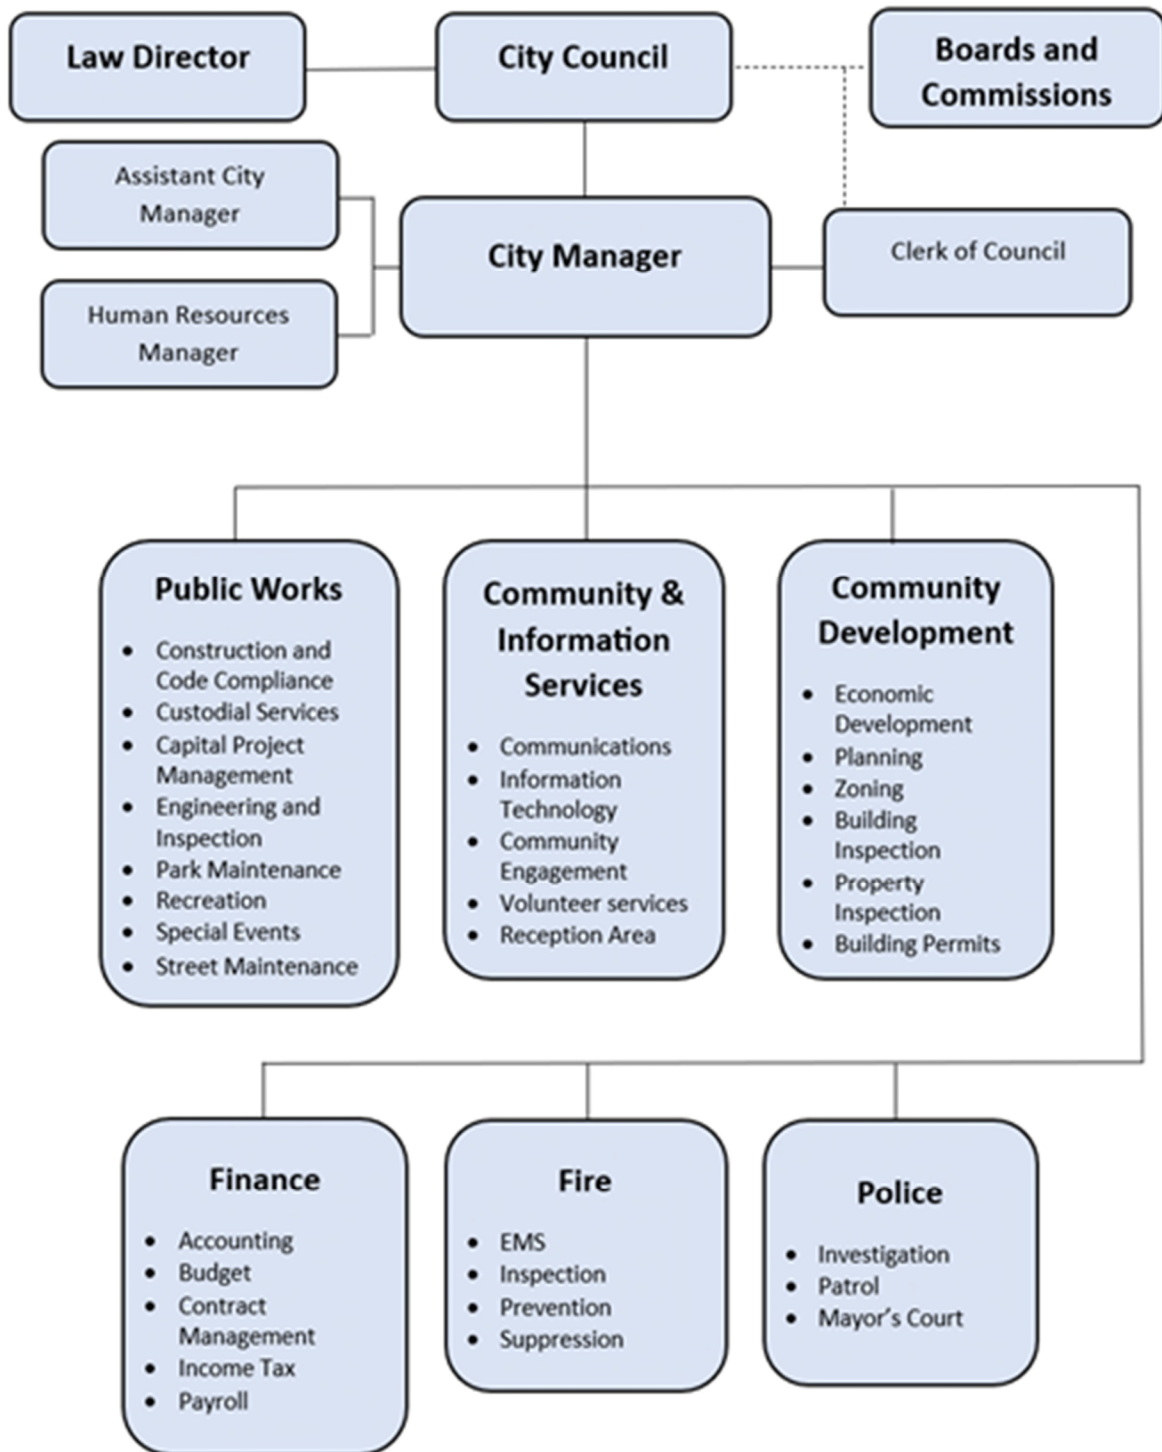 Law Director
City Council
Boards and
Commissions
Assistant City
Manager
City Manager
Clerk of Council
Human Resources
Manager
Public Works
• Construction and
Code Compliance
• Custodial Services
• Capital Project
Management
• Engineering and
Inspection
• Park Maintenance
• Recreation
• Special Events
• Street Maintenance
Community &
Information
Services
• Communications
• Information
Technology
• Community
Engagement
• Volunteer services
• Reception Area
Community
Development
• Economic
Development
• Planning
• Zoning
• Building
Inspection
• Property
Inspection
• Building Permits
Finance
• Accounting
• Budget
• Contract
Management
• Income Tax
• Payroll
Fire
• EMS
• Inspection
• Prevention
• Suppression
Police
• Investigation
• Patrol
• Mayor’s Court